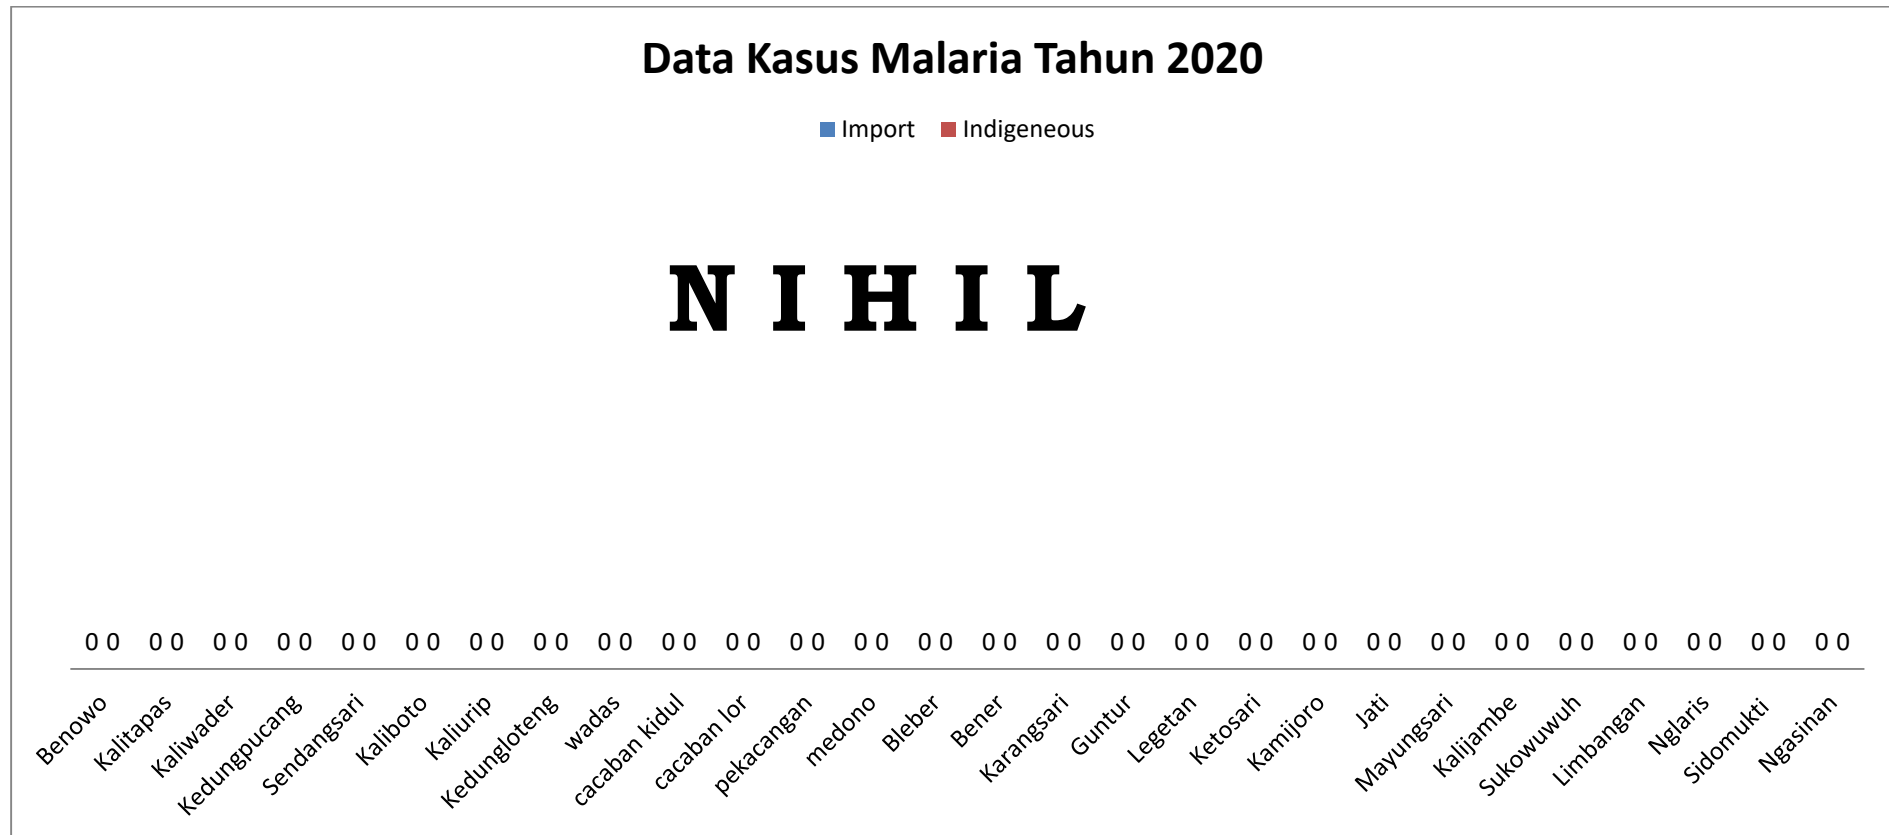 Data Kasus Malaria Tahun 2020
Import Indigeneous
N I H I L
0 0 0 0 0 0 0 0 0 0 0 0 0 0 0 0 0 0 0 0 0 0 0 0 0 0 0 0 0 0 0 0 0 0 0 0 0 0 0 0 0 0 0 0 0 0 0 0 0 0 0 0 0 0 0 0
Benowo
Kalitapas
Kaliwader
Kedungpucang
Sendangsari
Kaliboto
Kaliurip
Kedungloteng
wadas
cacaban kidul
cacaban lor
pekacangan
medono
Bleber
Bener
Karangsari
Guntur
Legetan
Ketosari
Kamijoro
Jati
Mayungsari
Kalijambe
Sukowuwuh
Limbangan
Nglaris
Sidomukti
Ngasinan